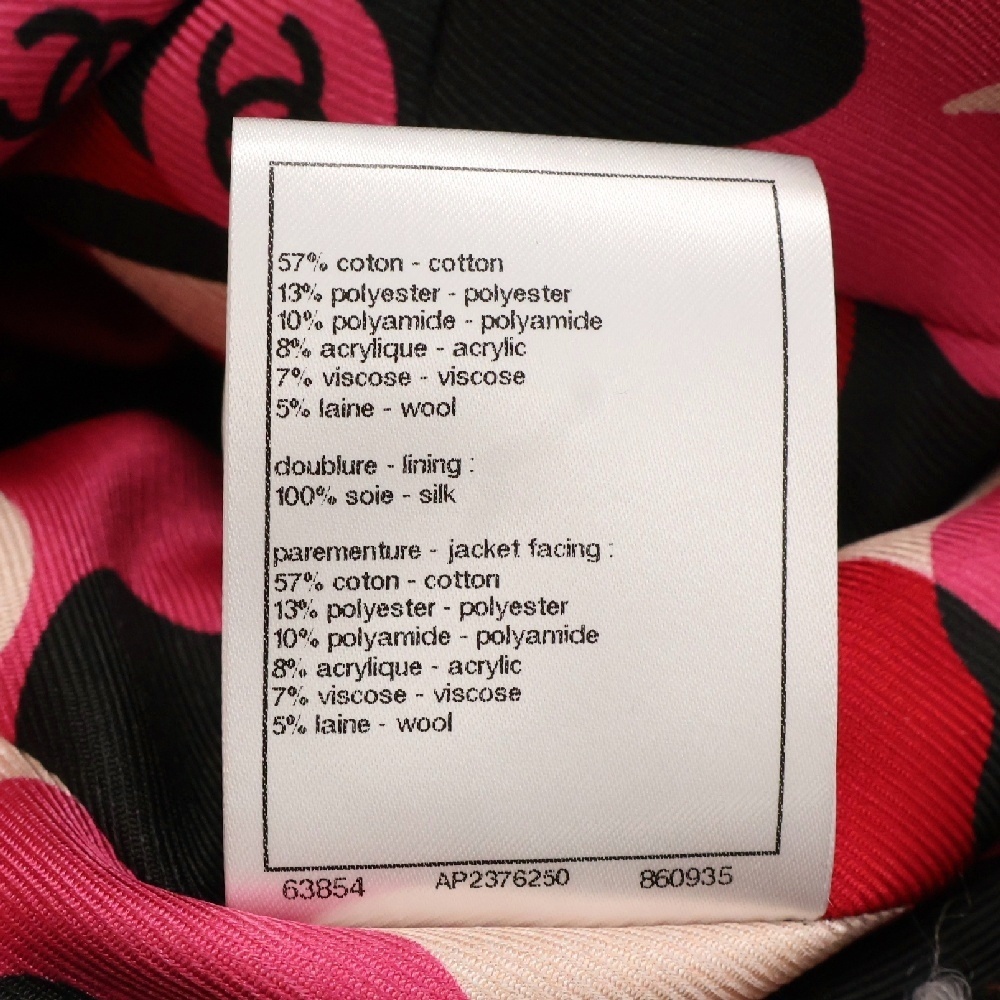 57% coton - cotton
13% polyester - polyester
10% polyamide - polyamide
8% acrylique - acrylic
7% viscose - viscose
5% laine - wool
doublure - lining :
100% soie - silk
parementure - jacket facing :
57% coton - cotton
13% polyester - polyester
10% polyamide - polyamide
8% acrylique - acrylic
7% viscose - viscose
5% laine - wool
63854 AP2376250 860935